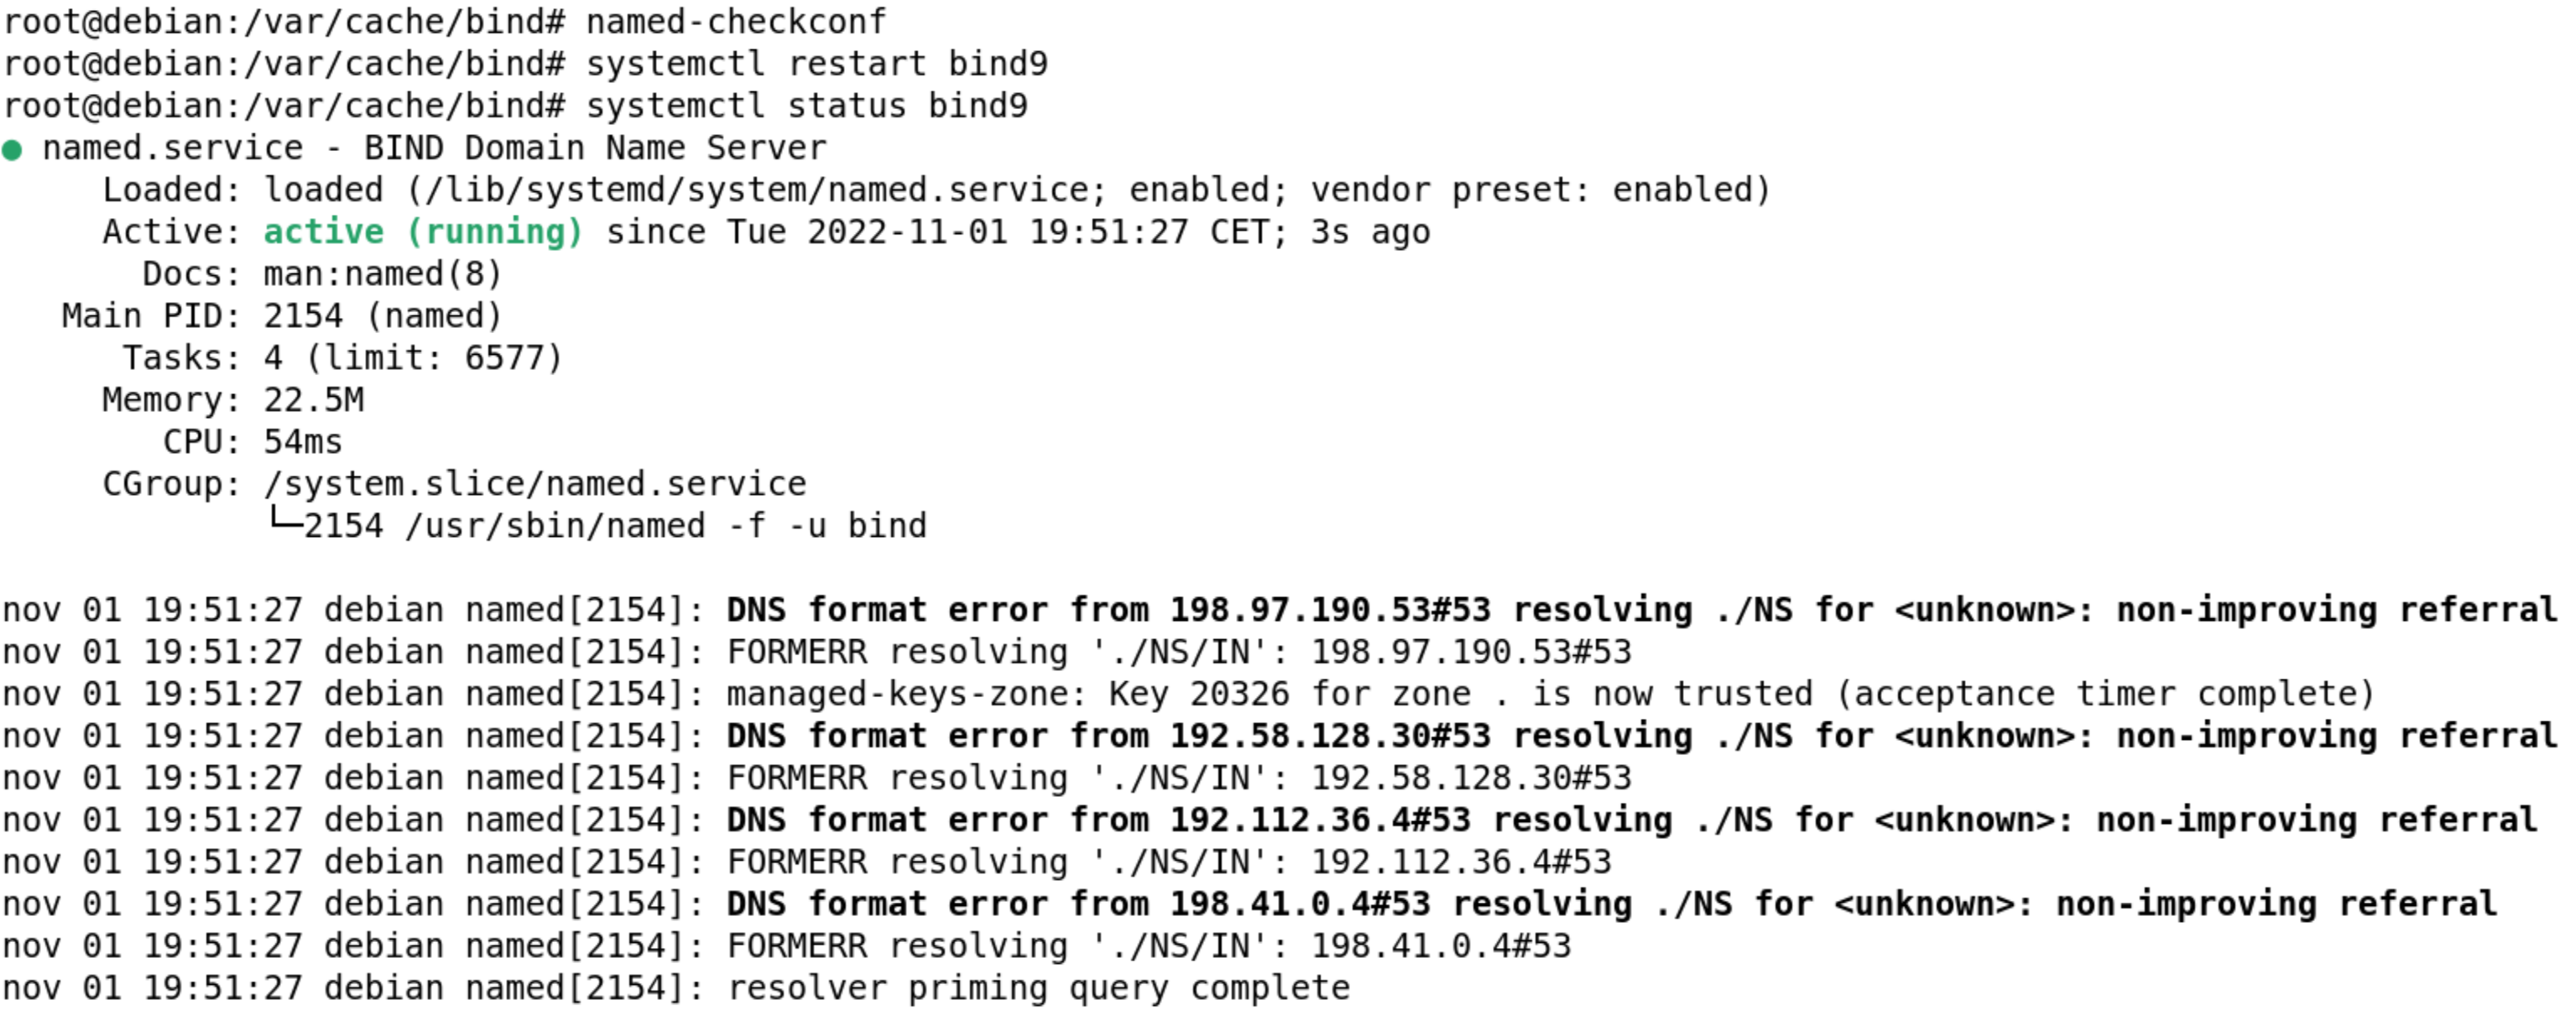 root@debian:/var/cache/bind# named-checkconf
root@debian:/var/cache/bind# systemctl restart bind9
root@debian:/var/cache/bind# systemctl status bind9
● named.service - BIND Domain Name Server
     Loaded: loaded (/lib/systemd/system/named.service; enabled; vendor preset: enabled)
     Active: active (running) since Tue 2022-11-01 19:51:27 CET; 3s ago
       Docs: man:named(8)
   Main PID: 2154 (named)
      Tasks: 4 (limit: 6577)
     Memory: 22.5M
        CPU: 54ms
     CGroup: /system.slice/named.service
             └─2154 /usr/sbin/named -f -u bind

nov 01 19:51:27 debian named[2154]: DNS format error from 198.97.190.53#53 resolving ./NS for <unknown>: non-improving referral
nov 01 19:51:27 debian named[2154]: FORMERR resolving './NS/IN': 198.97.190.53#53
nov 01 19:51:27 debian named[2154]: managed-keys-zone: Key 20326 for zone . is now trusted (acceptance timer complete)
nov 01 19:51:27 debian named[2154]: DNS format error from 192.58.128.30#53 resolving ./NS for <unknown>: non-improving referral
nov 01 19:51:27 debian named[2154]: FORMERR resolving './NS/IN': 192.58.128.30#53
nov 01 19:51:27 debian named[2154]: DNS format error from 192.112.36.4#53 resolving ./NS for <unknown>: non-improving referral
nov 01 19:51:27 debian named[2154]: FORMERR resolving './NS/IN': 192.112.36.4#53
nov 01 19:51:27 debian named[2154]: DNS format error from 198.41.0.4#53 resolving ./NS for <unknown>: non-improving referral
nov 01 19:51:27 debian named[2154]: FORMERR resolving './NS/IN': 198.41.0.4#53
nov 01 19:51:27 debian named[2154]: resolver priming query complete